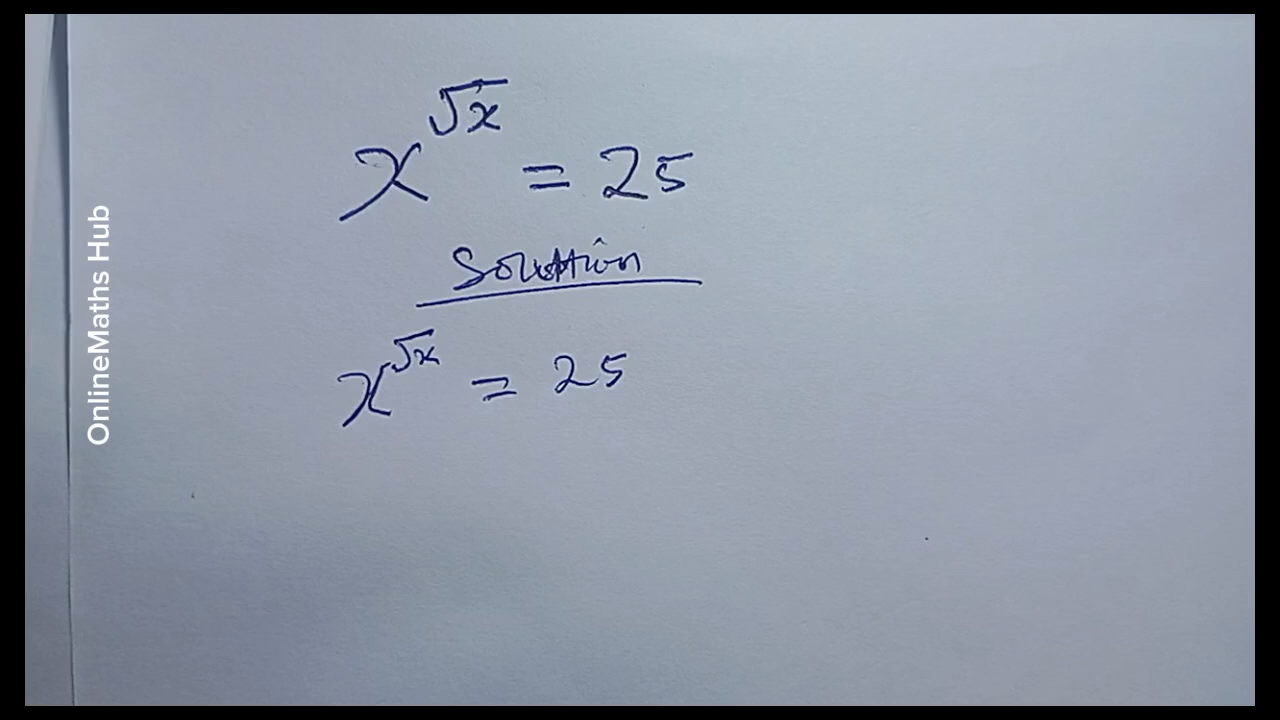 x^√x = 25
Solution
x^√x = 25
OnlineMaths Hub